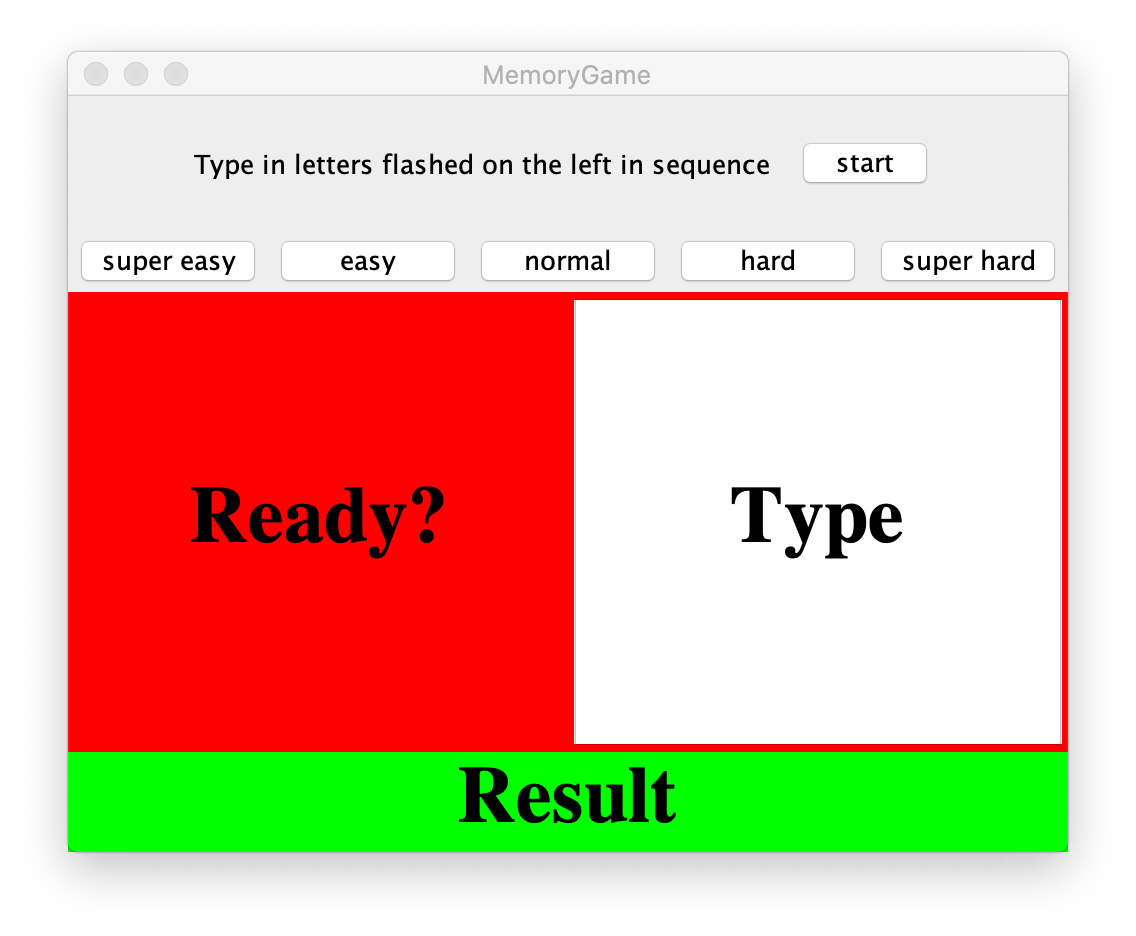 MemoryGame
Type in letters flashed on the left in sequence start
super easy easy normal hard super hard
Ready? Type
Result